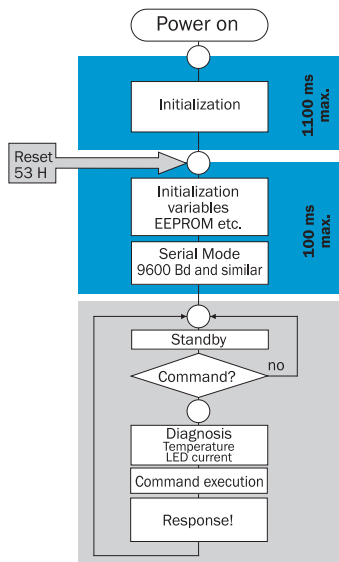 Power on
Initialization
1100 ms
max.
Reset
53 H
Initialization
variables
EEPROM etc.
Serial Mode
9600 Bd and similar
100 ms
max.
Standby
Command?
no
Diagnosis
Temperature
LED current
Command execution
Response!